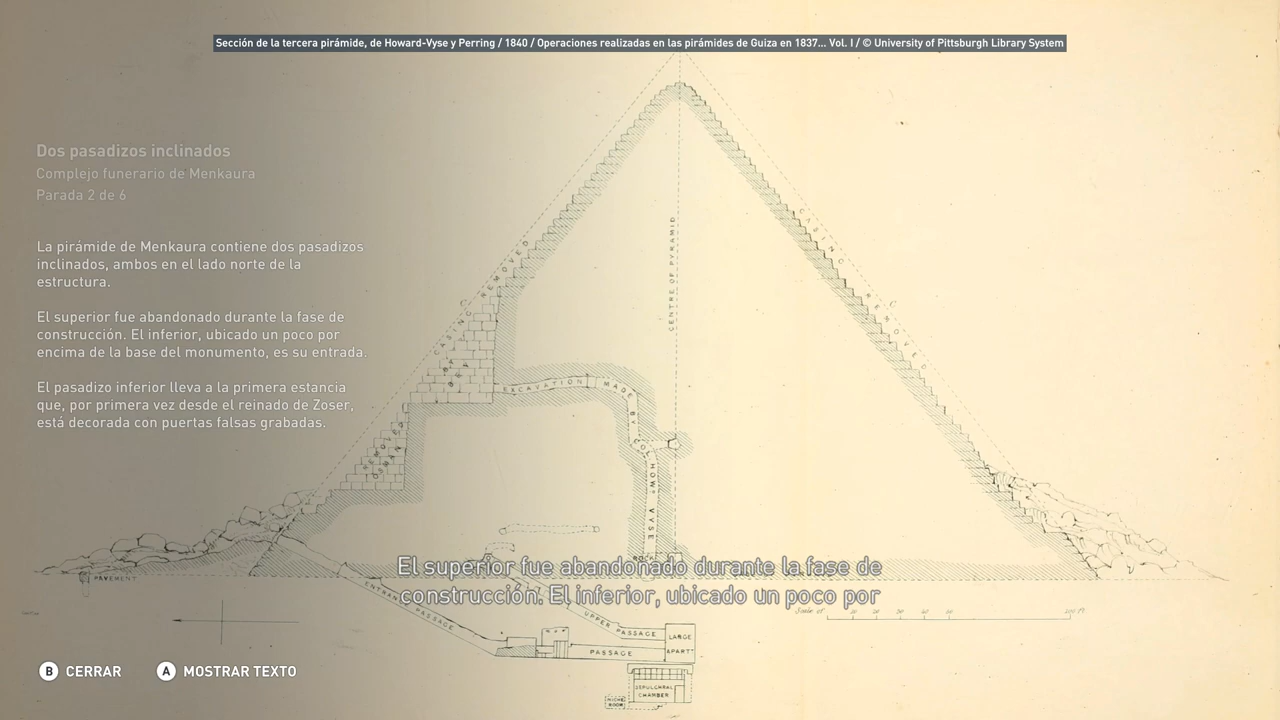 Sección de la tercera pirámide, de Howard-Vyse y Perring / 1840 / Operaciones realizadas en las pirámides de Guiza en 1837... Vol. I / © University of Pittsburgh Library System
Dos pasadizos inclinados
Complejo funerario de Menkaura
Parada 2 de 6
La pirámide de Menkaura contiene dos pasadizos
inclinados, ambos en el lado norte de la
estructura.
El superior fue abandonado durante la fase de
construcción. El inferior, ubicado un poco por
encima de la base del monumento, es su entrada.
El pasadizo inferior lleva a la primera estancia
que, por primera vez desde el reinado de Zoser,
está decorada con puertas falsas grabadas.
CASING REMOVED
CENTRE OF PYRAMID
CASING REMOVED
EXCAVATION MADE BY COL HOWD VYSE
PAVEMENT
El superior fue abandonado durante la fase de
construcción. El inferior, ubicado un poco por
ENTRANCE PASSAGE
UPPER PASSAGE
PASSAGE
LARGE
APART.T
SEPULCHRAL
CHAMBER
NICHE
ROOM
Scale of
100 ft
B CERRAR
A MOSTRAR TEXTO